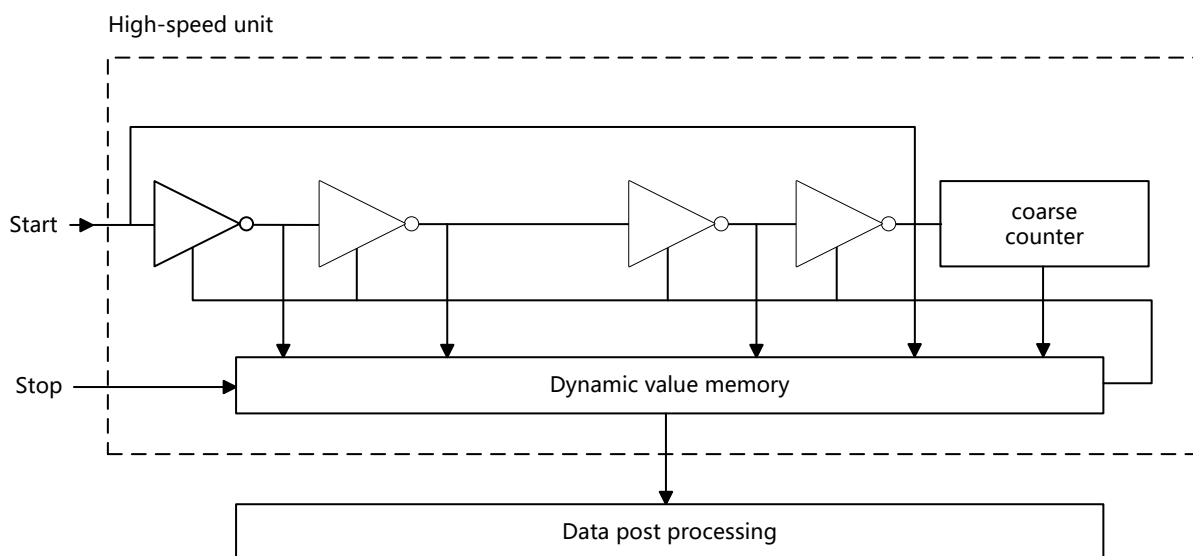 High-speed unit
Start
coarse
counter
Stop
Dynamic value memory
Data post processing